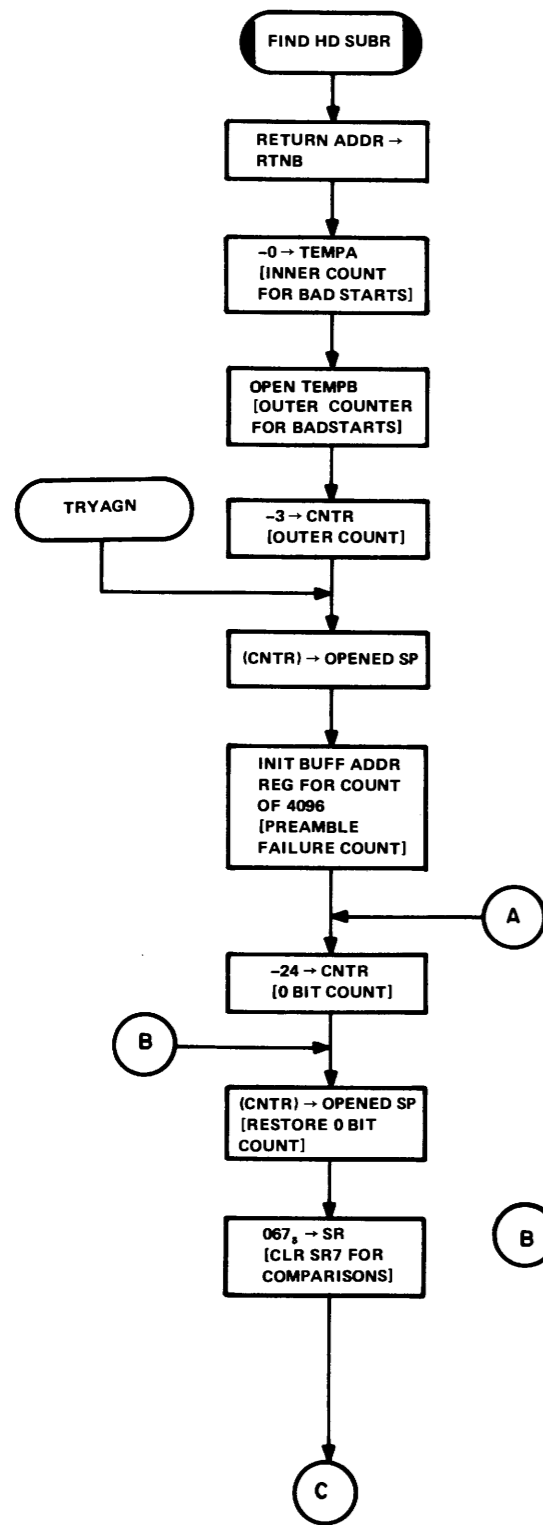 FIND HD SUBR
RETURN ADDR →
RTNB
-0 → TEMPA
[INNER COUNT
FOR BAD STARTS]
OPEN TEMPB
[OUTER COUNTER
FOR BADSTARTS]
TRYAGN
-3 → CNTR
[OUTER COUNT]
(CNTR) → OPENED SP
INIT BUFF ADDR
REG FOR COUNT
OF 4096
[PREAMBLE
FAILURE COUNT]
A
-24 → CNTR
[0 BIT COUNT]
B
(CNTR) → OPENED SP
[RESTORE 0 BIT
COUNT]
067₈ → SR
[CLR SR7 FOR
COMPARISONS]
B
C